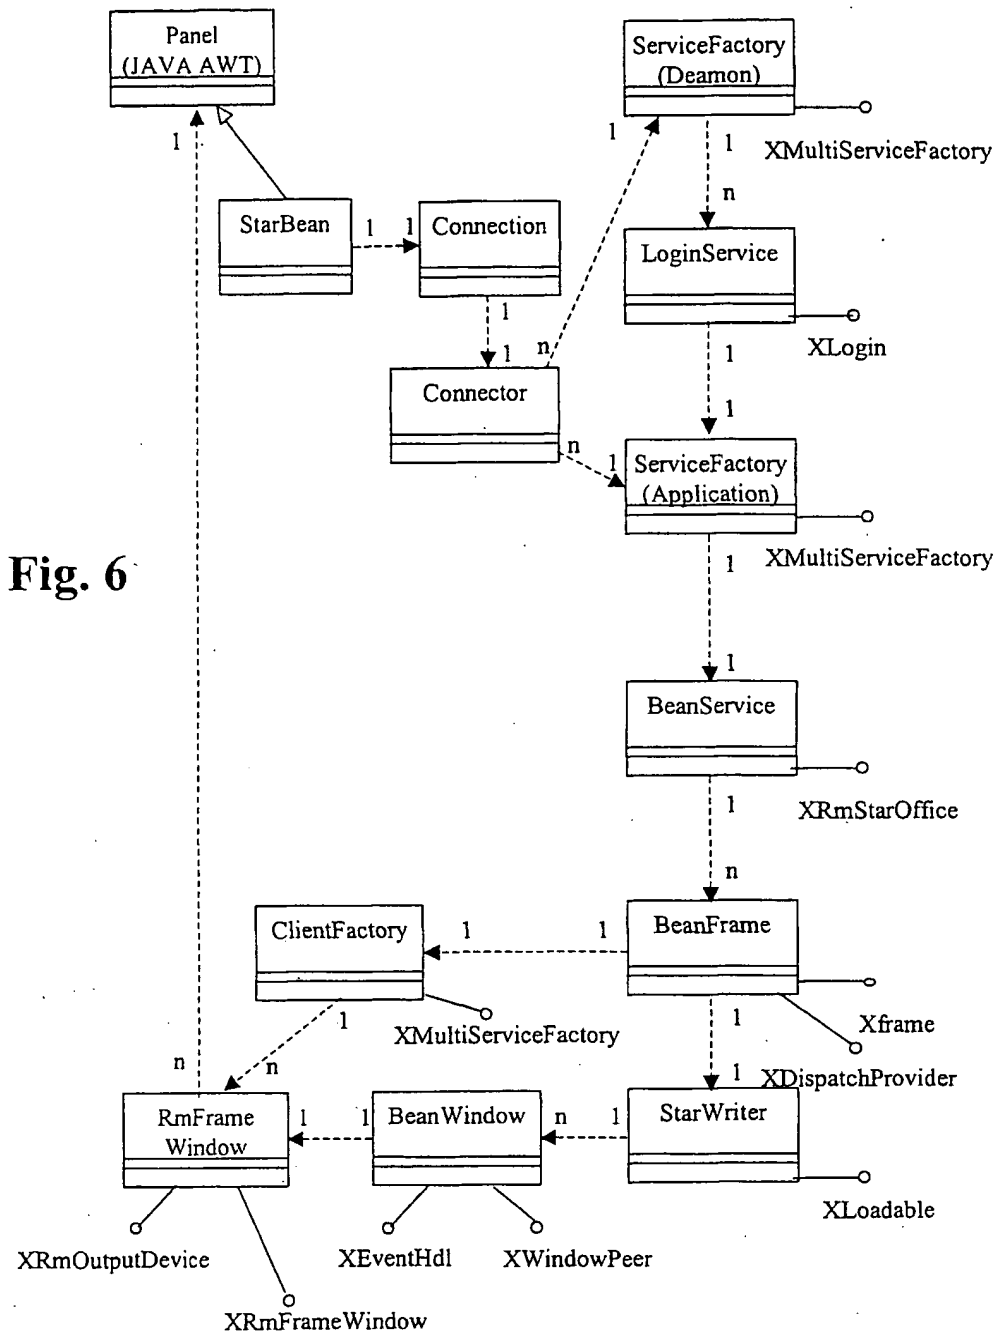 Panel
(JAVA AWT)
ServiceFactory
(Deamon)
1
1
1
XMultiServiceFactory
n
StarBean
1
1
Connection
LoginService
1
n
1
XLogin
1
Connector
1
n
1
ServiceFactory
(Application)
Fig. 6
1
XMultiServiceFactory
1
BeanService
1
XRmStarOffice
n
ClientFactory
1
1
BeanFrame
1
XMultiServiceFactory
1
Xframe
n
n
1
XDispatchProvider
RmFrame
Window
1
1
BeanWindow
n
1
StarWriter
XLoadable
XRmOutputDevice
XEventHdl
XWindowPeer
XRmFrameWindow